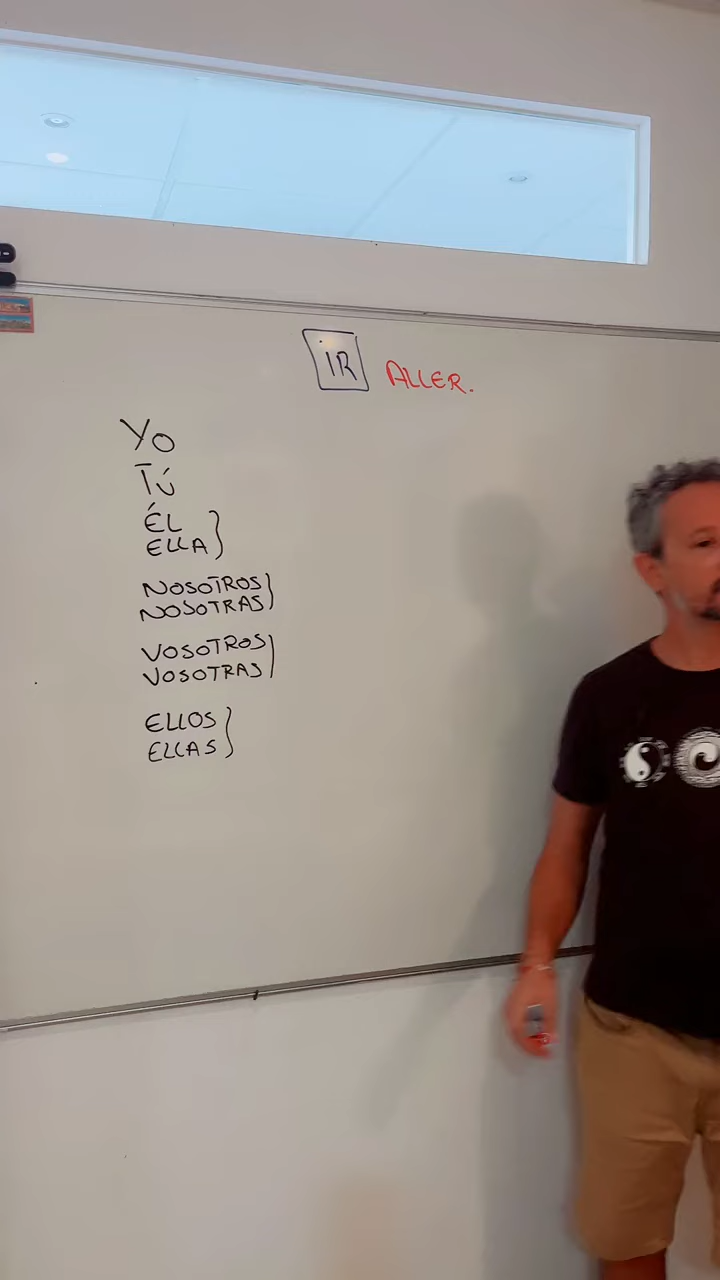 IR ALLER.
YO
TÚ
ÉL
ELLA
NOSOTROS
NOSOTRAS
VOSOTROS
VOSOTRAS
ELLOS
ELLAS